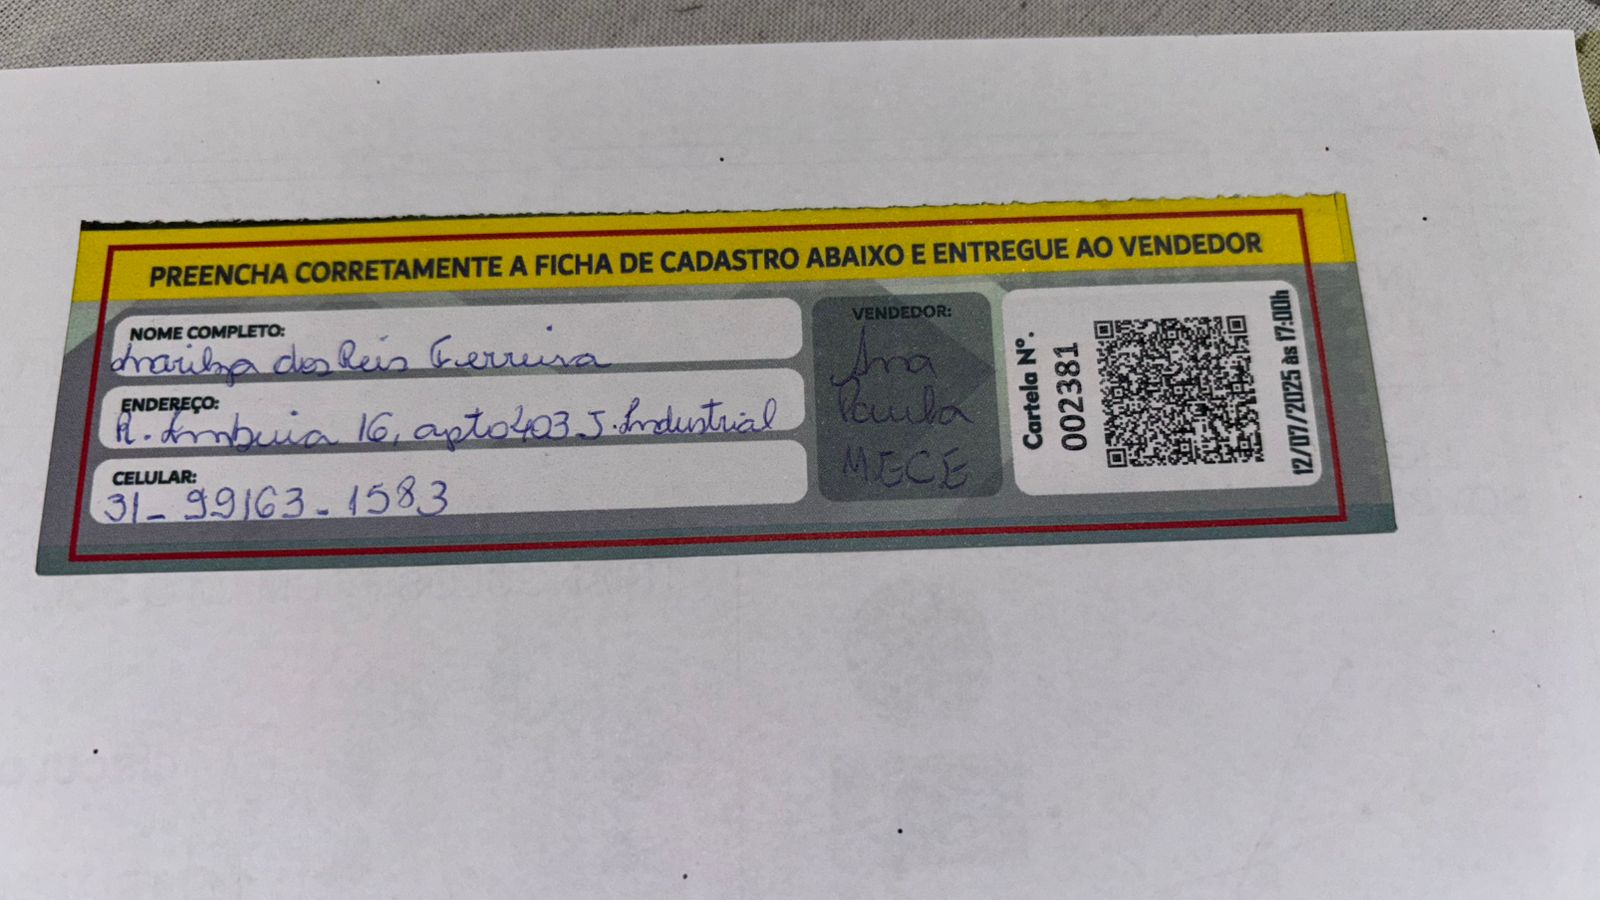 PREENCHA CORRETAMENTE A FICHA DE CADASTRO ABAIXO E ENTREGUE AO VENDEDOR
NOME COMPLETO:
Marilza dos Reis Ferreira
ENDEREÇO:
R. Imbuia 16, apto 403 J. Industrial
CELULAR:
31-99163-1583
VENDEDOR:
Ana
Paula
MECE
Cartela Nº.
002381
12/07/2025 às 17:00h